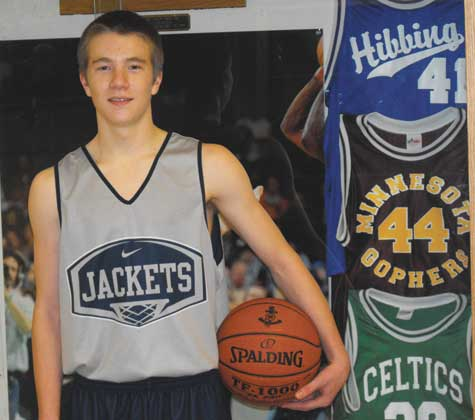 JACKETS
SPALDING
TF-1000
Hibbing
41
MINNESOTA
44
GOPHERS
CELTICS